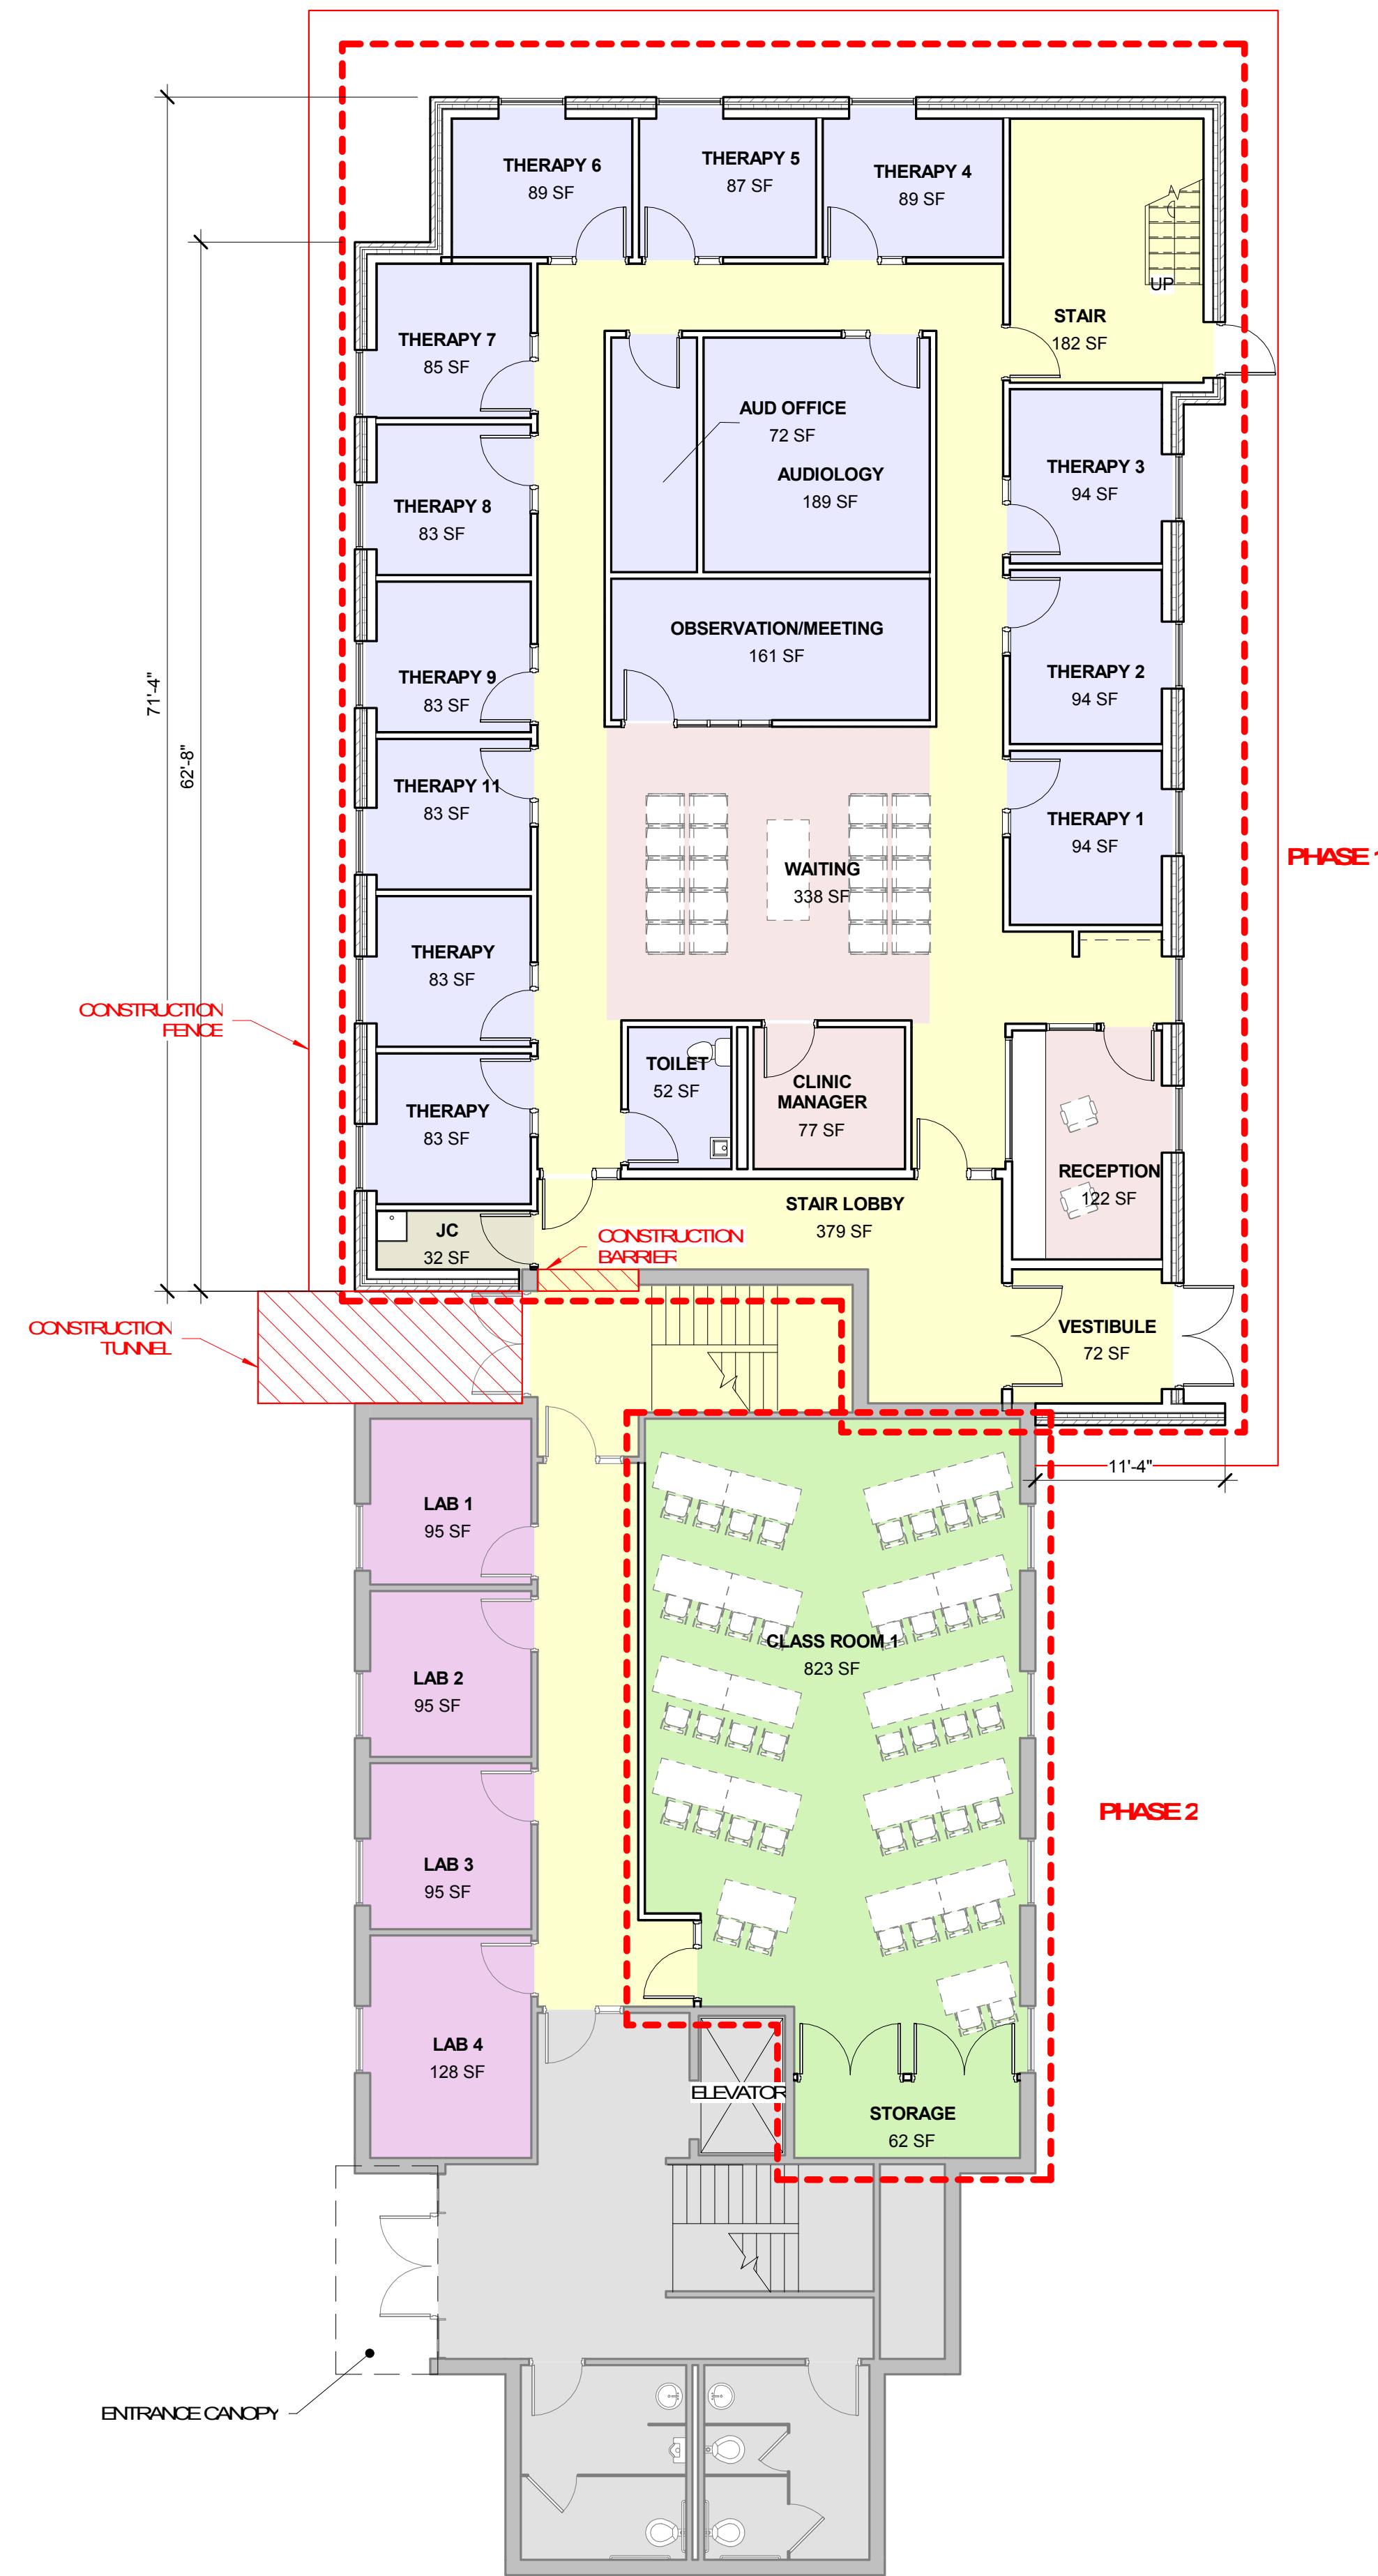 THERAPY 6
89 SF
THERAPY 5
87 SF
THERAPY 4
89 SF
UP
STAIR
182 SF
THERAPY 7
85 SF
AUD OFFICE
72 SF
AUDIOLOGY
189 SF
THERAPY 3
94 SF
THERAPY 8
83 SF
OBSERVATION/MEETING
161 SF
THERAPY 9
83 SF
THERAPY 2
94 SF
71'-4"
62'-8"
THERAPY 11
83 SF
THERAPY 1
94 SF
WAITING
338 SF
PHASE 1
THERAPY
83 SF
CONSTRUCTION
FENCE
TOILET
52 SF
CLINIC
MANAGER
77 SF
THERAPY
83 SF
RECEPTION
122 SF
STAIR LOBBY
379 SF
JC
32 SF
CONSTRUCTION
BARRIER
CONSTRUCTION
TUNNEL
VESTIBULE
72 SF
11'-4"
LAB 1
95 SF
CLASS ROOM 1
823 SF
LAB 2
95 SF
PHASE 2
LAB 3
95 SF
LAB 4
128 SF
ELEVATOR
STORAGE
62 SF
ENTRANCE CANOPY